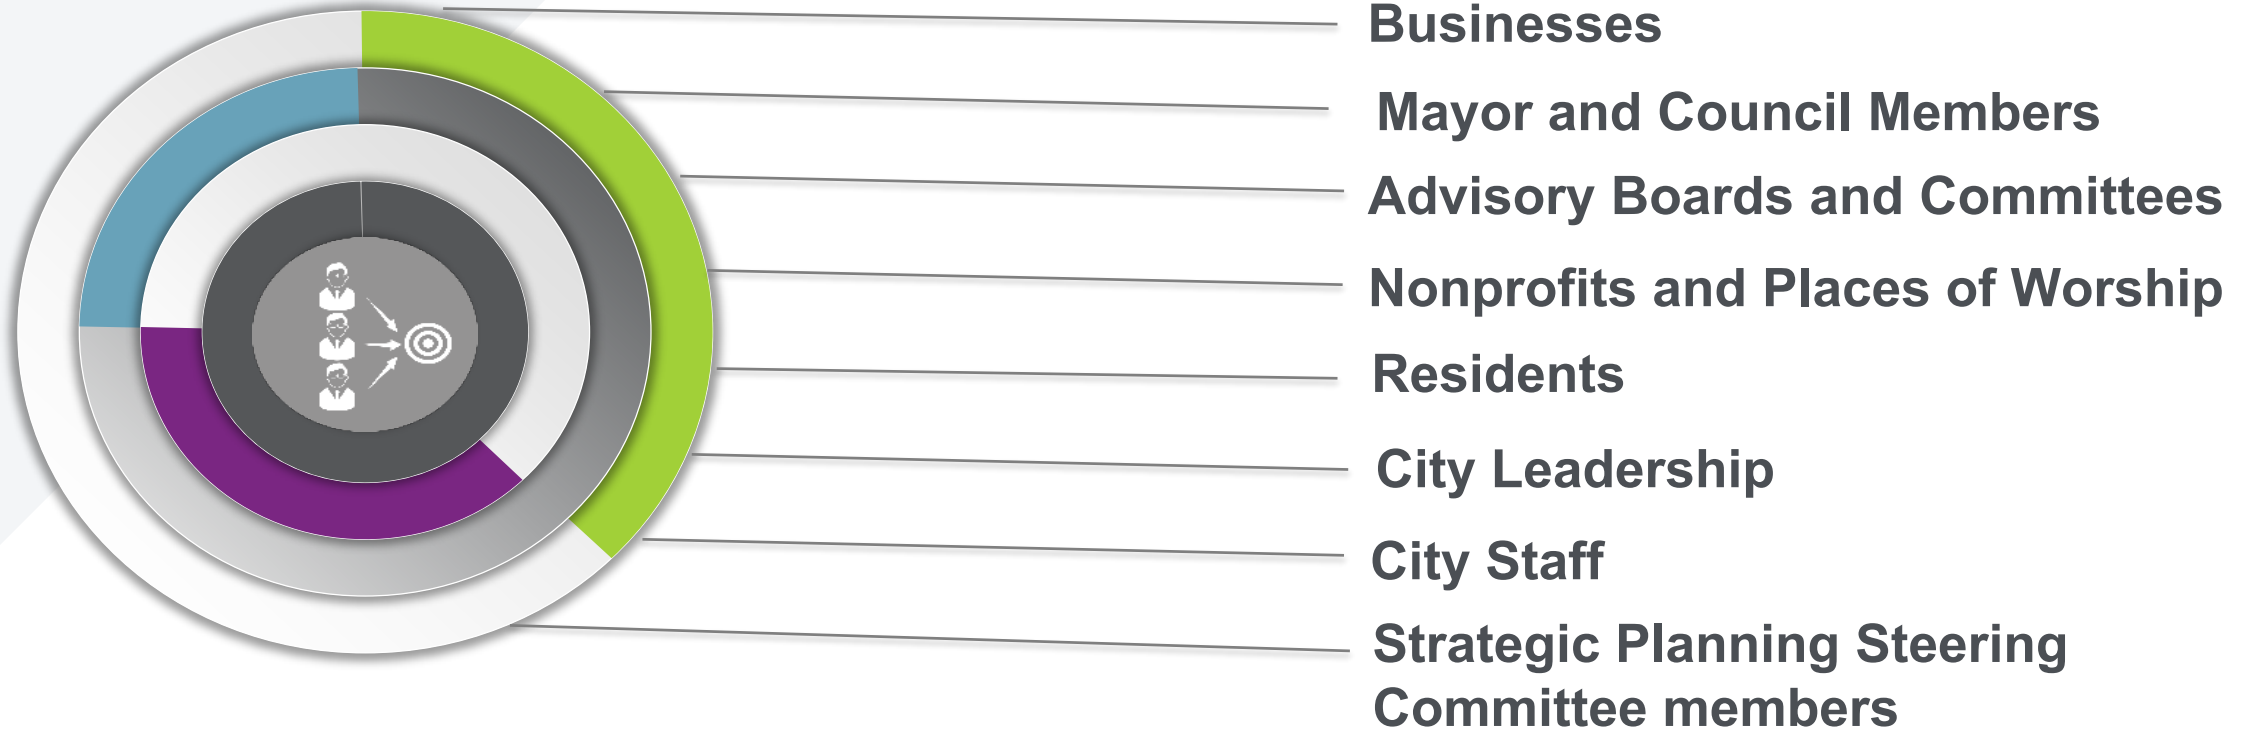 Businesses
Mayor and Council Members
Advisory Boards and Committees
Nonprofits and Places of Worship
Residents
City Leadership
City Staff
Strategic Planning Steering
Committee members